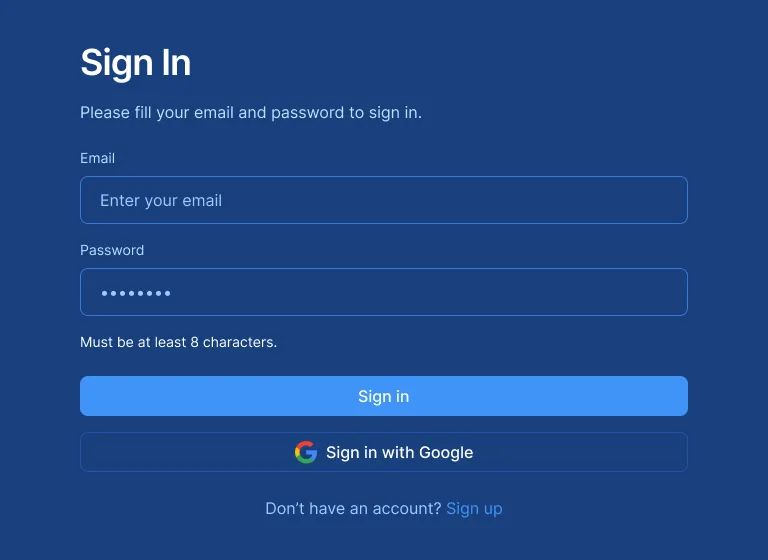 Sign In
Please fill your email and password to sign in.
Email
Enter your email
Password
••••••••
Must be at least 8 characters.
Sign in
Sign in with Google
Don’t have an account? Sign up